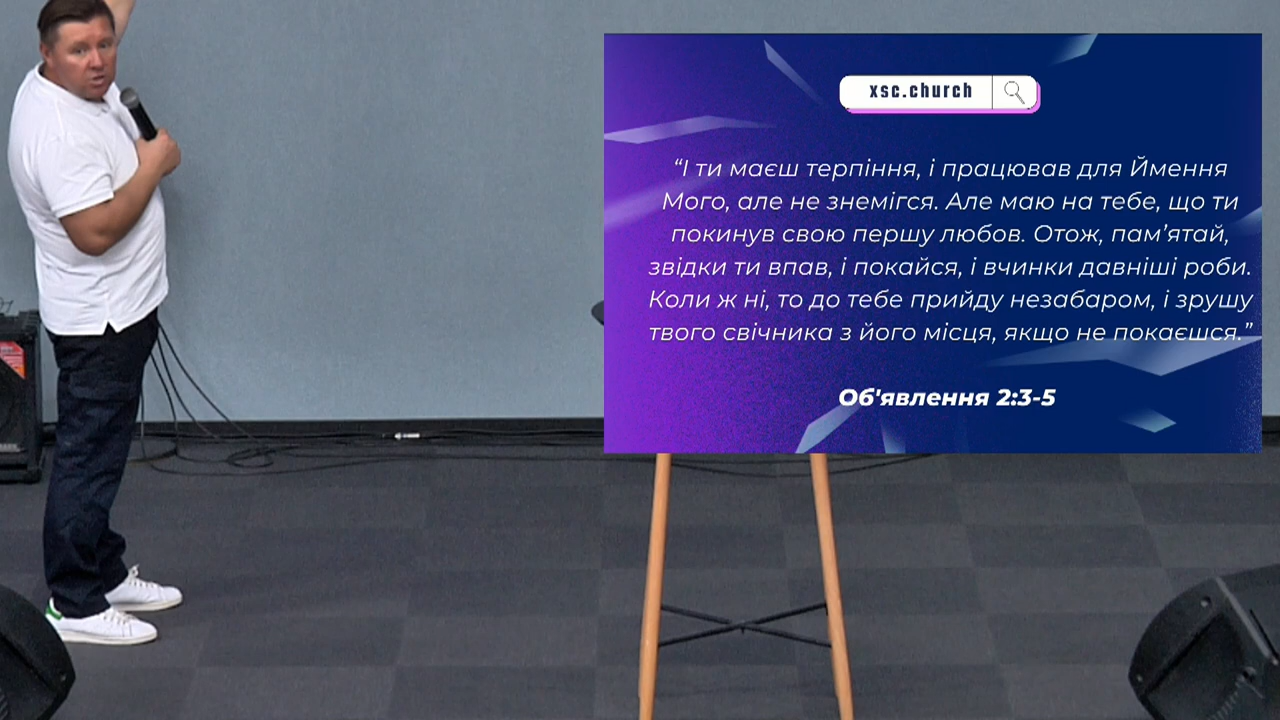 xsc.church
“І ти маєш терпіння, і працював для Ймення
Мого, але не знемігся. Але маю на тебе, що ти
покинув свою першу любов. Отож, пам’ятай,
звідки ти впав, і покайся, і вчинки давніші роби.
Коли ж ні, то до тебе прийду незабаром, і зрушу
твого свічника з його місця, якщо не покаєшся.”
Об'явлення 2:3-5